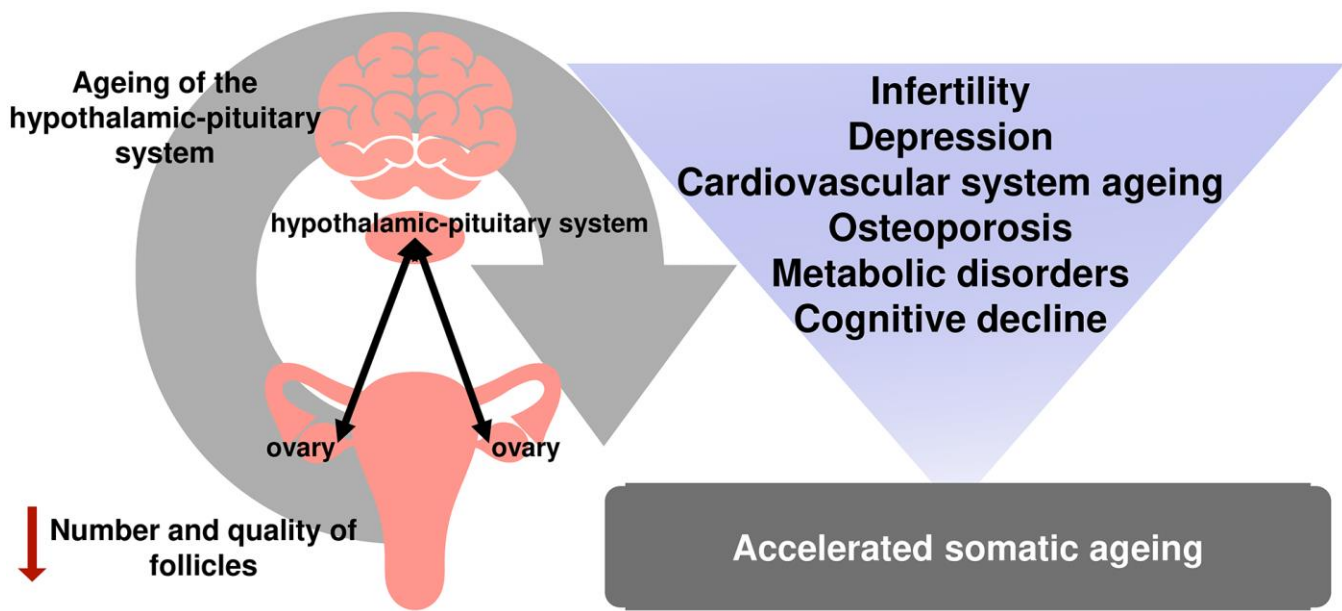 Ageing of the
hypothalamic-pituitary
system
hypothalamic-pituitary system
ovary
ovary
Number and quality of
follicles
Infertility
Depression
Cardiovascular system ageing
Osteoporosis
Metabolic disorders
Cognitive decline
Accelerated somatic ageing